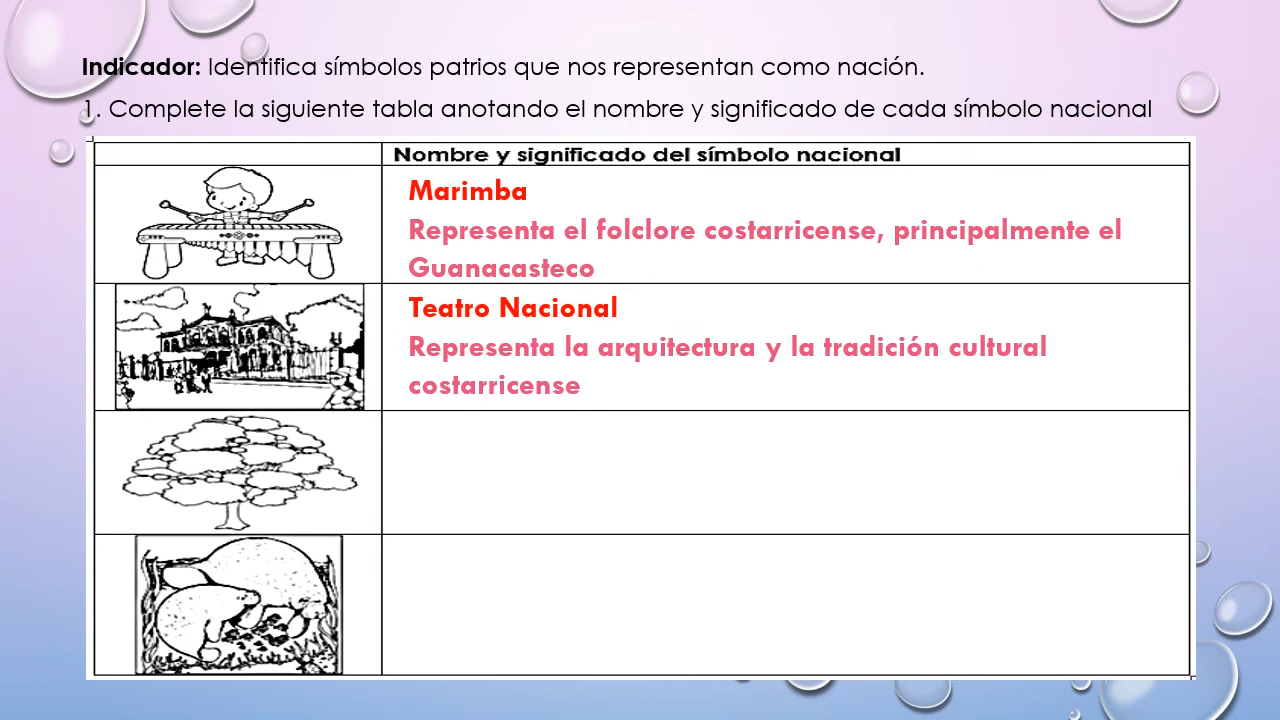 Indicador: Identifica símbolos patrios que nos representan como nación.
1. Complete la siguiente tabla anotando el nombre y significado de cada símbolo nacional
Nombre y significado del símbolo nacional
Marimba
Representa el folclore costarricense, principalmente el
Guanacasteco
Teatro Nacional
Representa la arquitectura y la tradición cultural
costarricense